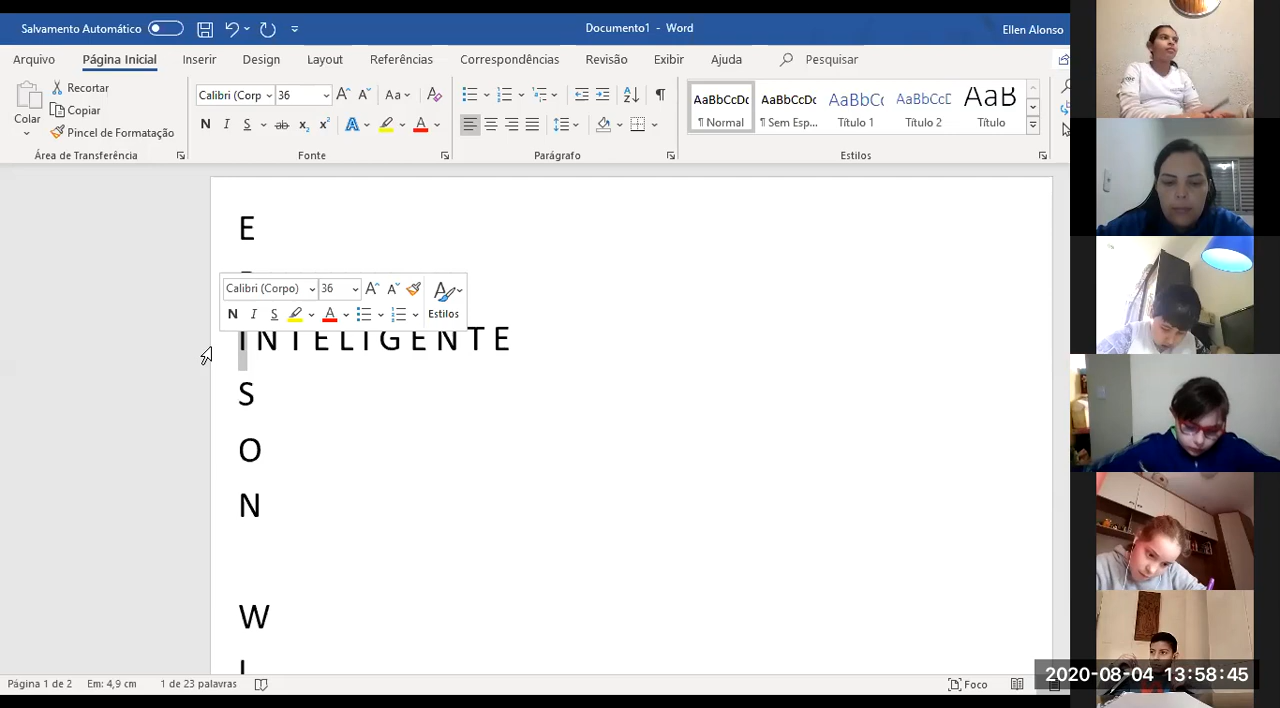 Salvamento Automático
Documento1 - Word
Ellen Alonso
Arquivo Página Inicial Inserir Design Layout Referências Correspondências Revisão Exibir Ajuda Pesquisar
Colar
Recortar
Copiar
Pincel de Formatação
Área de Transferência
Calibri (Corp 36
Fonte
Parágrafo
AaBbCcDc AaBbCcDc AaBbCc AaBbCcD AaB
¶ Normal ¶ Sem Esp... Título 1 Título 2 Título
Estilos
E
Calibri (Corpo) 36
N I S
Estilos
INTELIGENTE
S
O
N
W
Página 1 de 2 Em: 4,9 cm 1 de 23 palavras Foco
2020-08-04 13:58:45